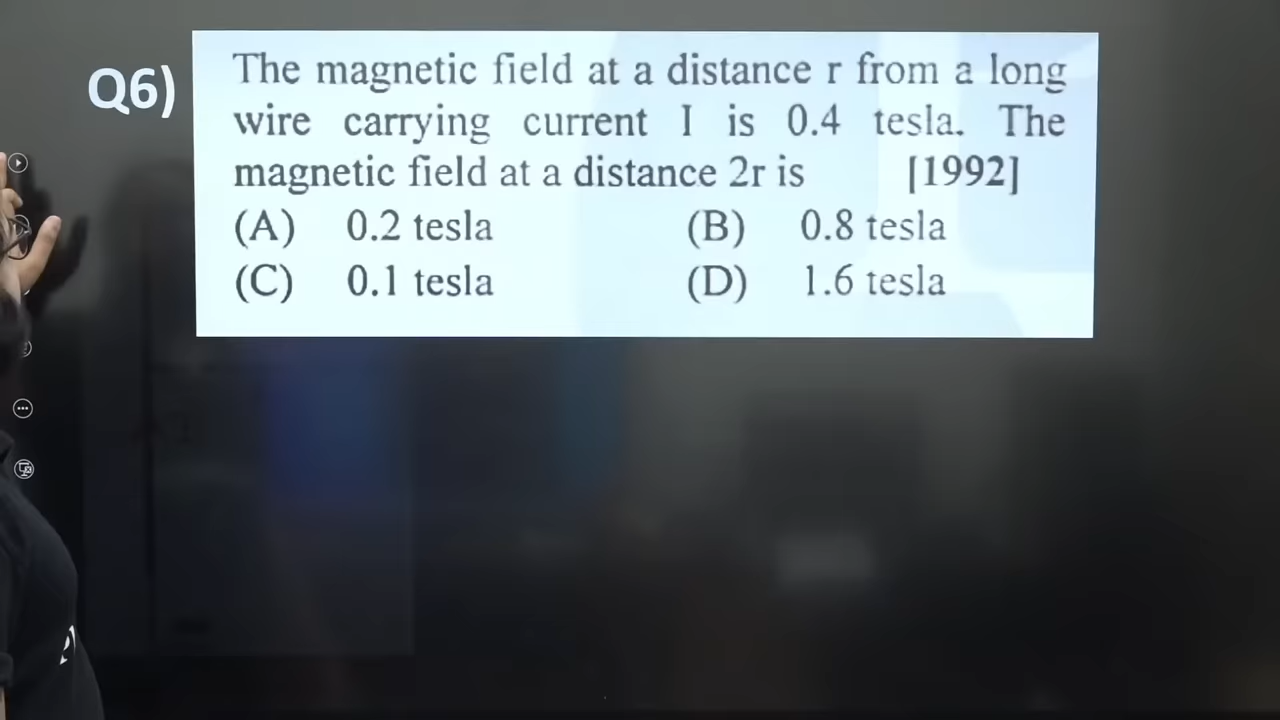 Q6)
The magnetic field at a distance r from a long
wire carrying current I is 0.4 tesla. The
magnetic field at a distance 2r is [1992]
(A) 0.2 tesla (B) 0.8 tesla
(C) 0.1 tesla (D) 1.6 tesla